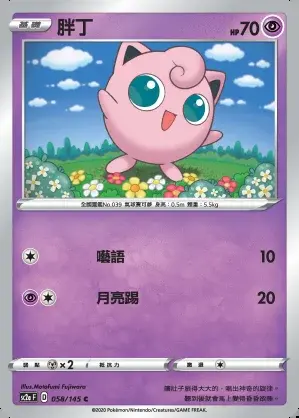 基礎 胖丁 HP70
全國圖鑑No.039 氣球寶可夢 身高：0.5m 體重：5.5kg
囈語 10
月亮踢 20
弱點 ×2 抵抗力 撤退
Illus.Motofumi Fujiwara
sc2a F D 058/145 C
©2020 Pokémon/Nintendo/Creatures/GAME FREAK.